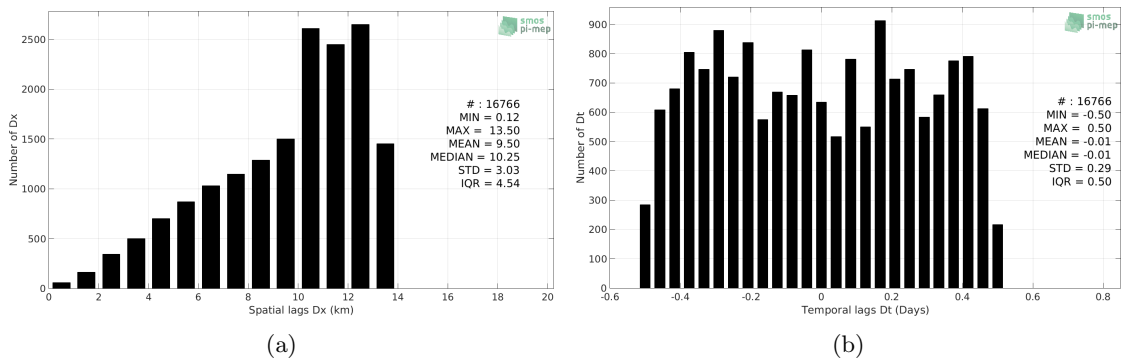 smos
pi-mep
2500
2000
1500
1000
500
0
Number of Dx
# : 16766
MIN = 0.12
MAX = 13.50
MEAN = 9.50
MEDIAN = 10.25
STD = 3.03
IQR = 4.54
0 2 4 6 8 10 12 14 16 18 20
Spatial lags Dx (km)
(a)
smos
pi-mep
900
800
700
600
500
400
300
200
100
0
Number of Dt
# : 16766
MIN = -0.50
MAX = 0.50
MEAN = -0.01
MEDIAN = -0.01
STD = 0.29
IQR = 0.50
-0.6 -0.4 -0.2 0 0.2 0.4 0.6 0.8
Temporal lags Dt (Days)
(b)